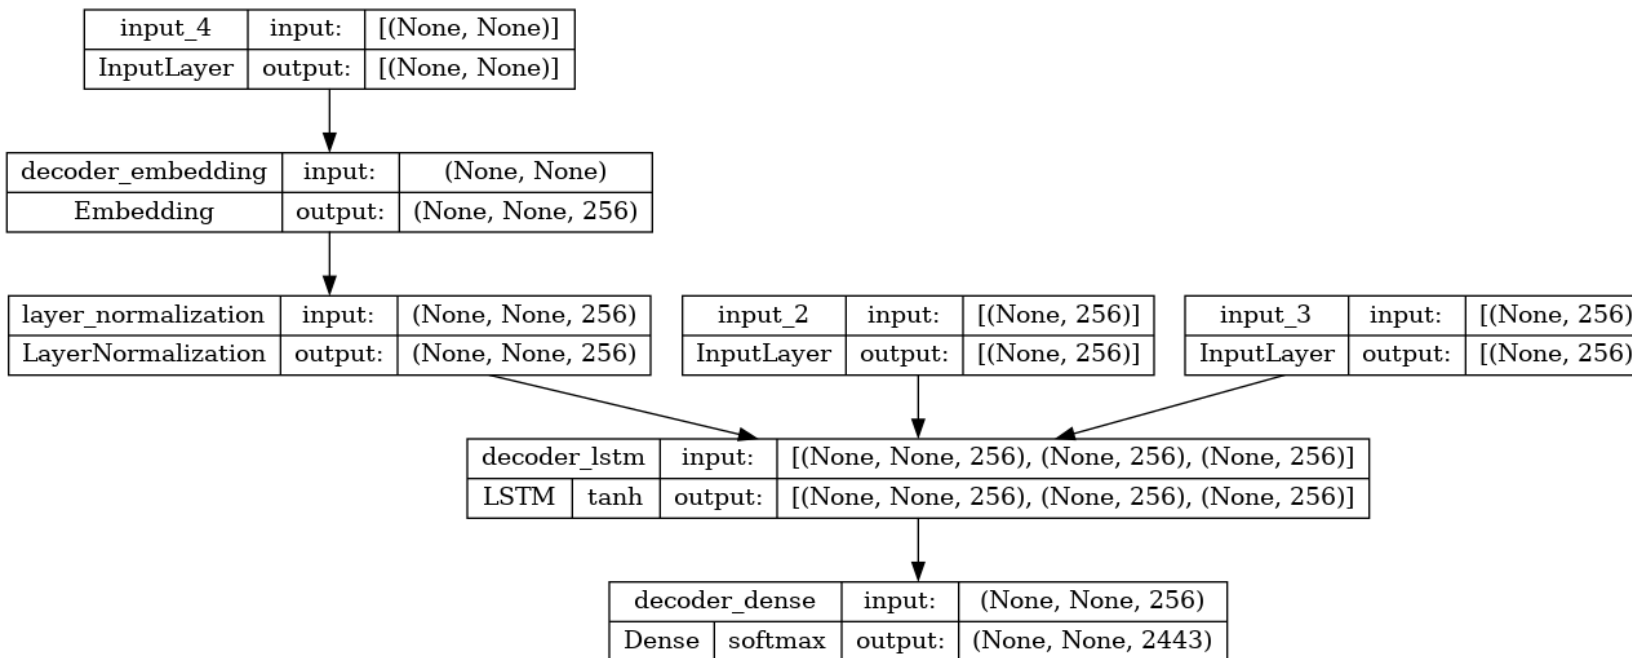 input_4 input: [(None, None)]
InputLayer output: [(None, None)]
decoder_embedding input: (None, None)
Embedding output: (None, None, 256)
layer_normalization input: (None, None, 256)
LayerNormalization output: (None, None, 256)
input_2 input: [(None, 256)]
InputLayer output: [(None, 256)]
input_3 input: [(None, 256)
InputLayer output: [(None, 256)
decoder_lstm input: [(None, None, 256), (None, 256), (None, 256)]
LSTM tanh output: [(None, None, 256), (None, 256), (None, 256)]
decoder_dense input: (None, None, 256)
Dense softmax output: (None, None, 2443)